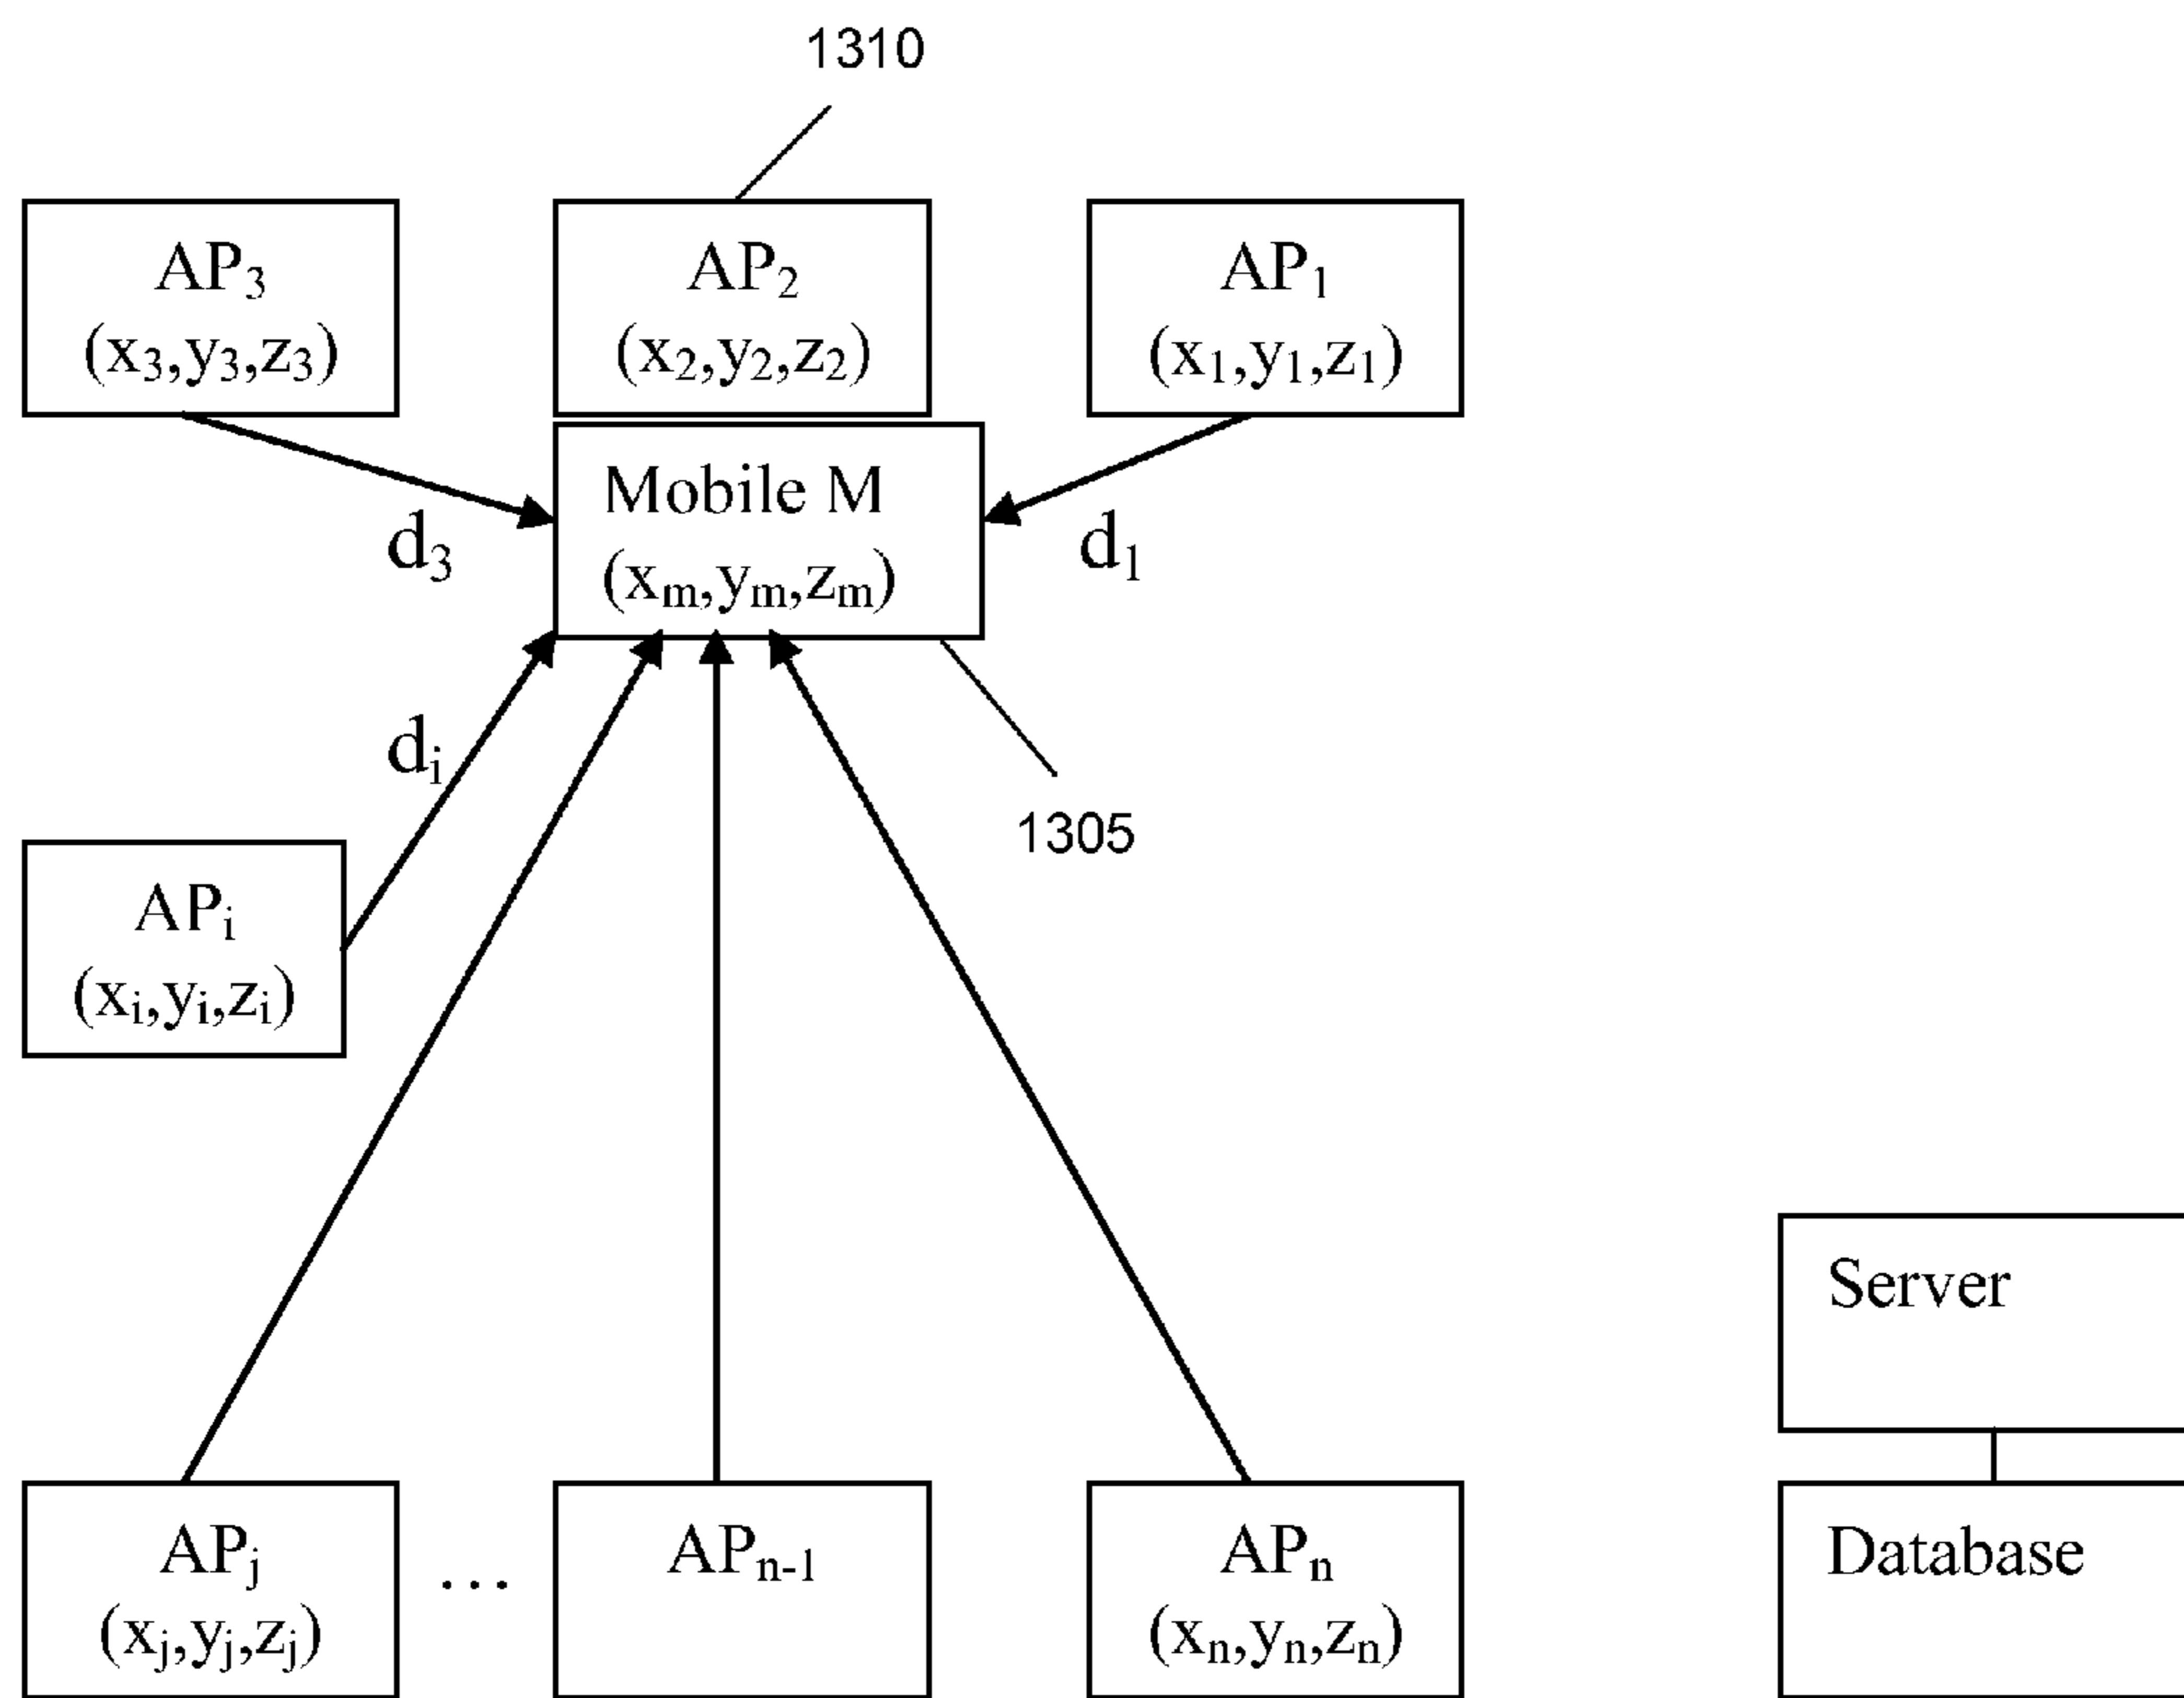 1310
AP₃
(x₃,y₃,z₃)
AP₂
(x₂,y₂,z₂)
AP₁
(x₁,y₁,z₁)
Mobile M
(xₘ,yₘ,zₘ)
d₃
d₁
dᵢ
1305
APᵢ
(xᵢ,yᵢ,zᵢ)
Server
APⱼ
(xⱼ,yⱼ,zⱼ)
...
APₙ₋₁
APₙ
(xₙ,yₙ,zₙ)
Database